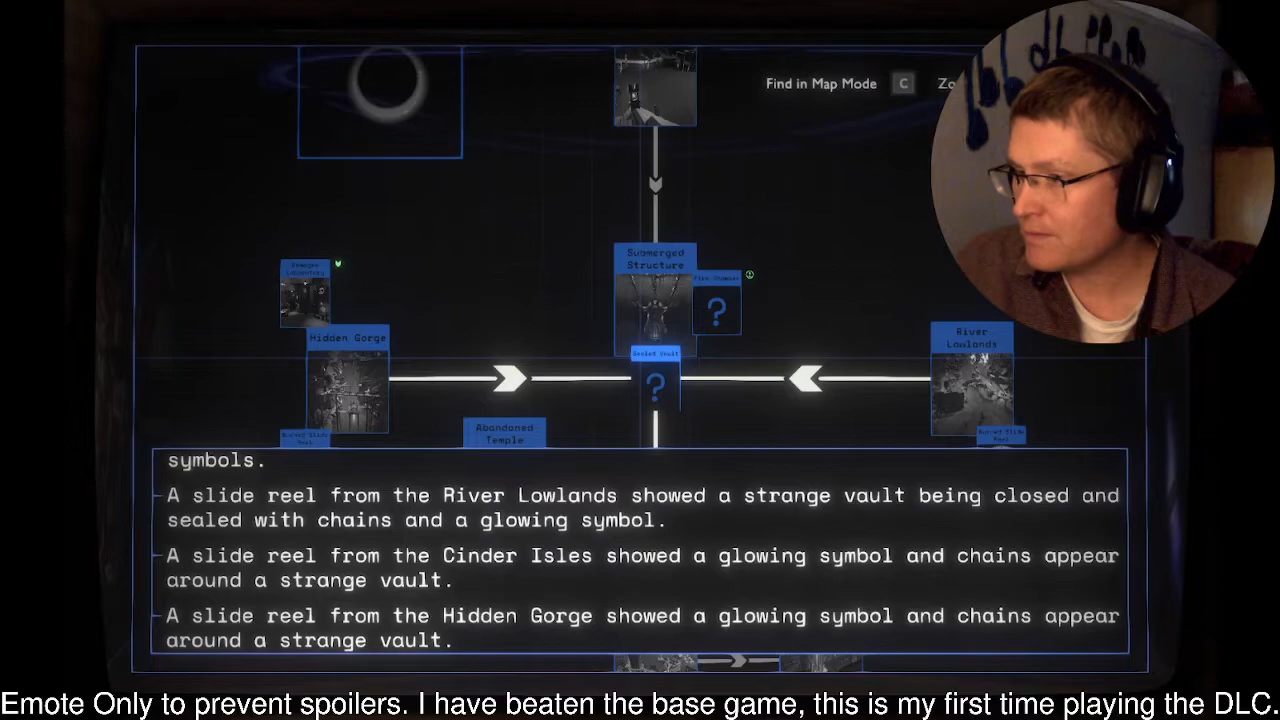 Find in Map Mode C Zo
Submerged
Structure
Hidden Gorge
Sealed Vault
River
Lowlands
Abandoned
Temple
symbols.
A slide reel from the River Lowlands showed a strange vault being closed and
sealed with chains and a glowing symbol.
A slide reel from the Cinder Isles showed a glowing symbol and chains appear
around a strange vault.
A slide reel from the Hidden Gorge showed a glowing symbol and chains appear
around a strange vault.
Emote Only to prevent spoilers. I have beaten the base game, this is my first time playing the DLC.